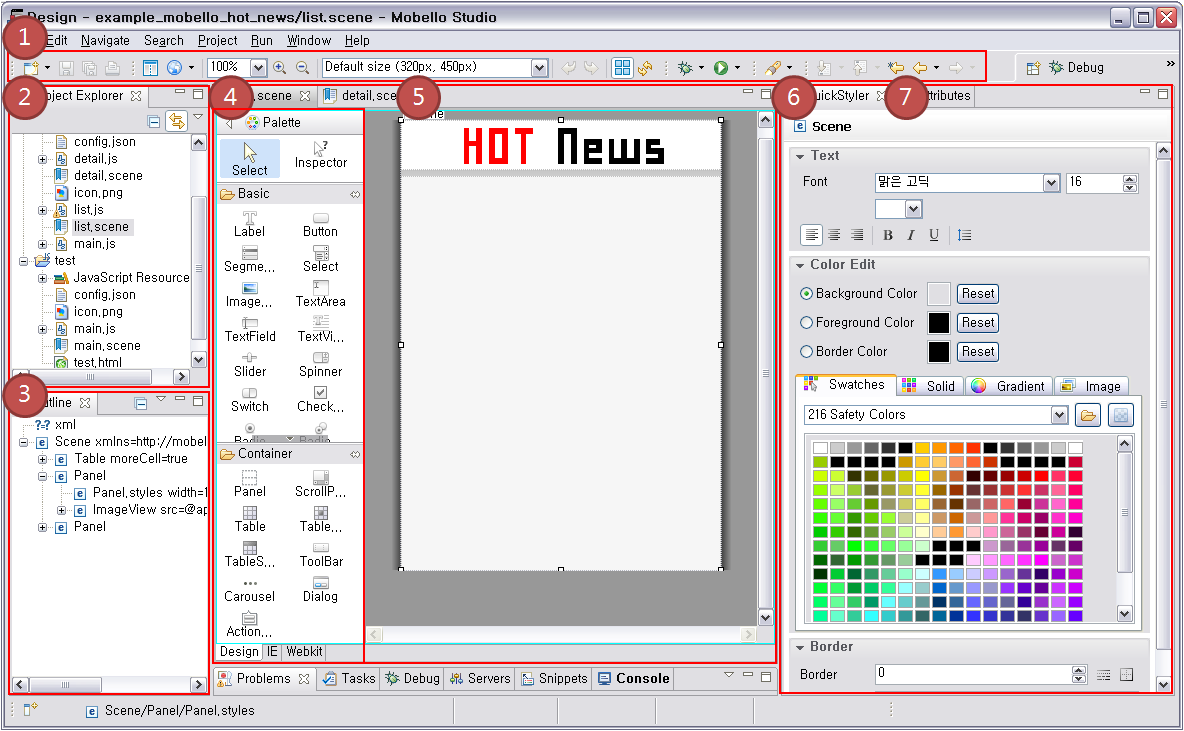 Design - example_mobello_hot_news/list.scene - Mobello Studio
1
Edit Navigate Search Project Run Window Help
100%
Default size (320px, 450px)
Debug
»
2
oject Explorer
config.json
detail.js
detail.scene
icon.png
list.js
list.scene
main.js
test
JavaScript Resource
config.json
icon.png
main.js
main.scene
test.html
3
utline
xml
Scene xmlns=http://mobel
Table moreCell=true
Panel
Panel.styles width=1
ImageView src=@ap
Panel
4
.scene
detail.sce
5
Palette
Select
Inspector
Basic
Label
Button
Segme...
Select
Image...
TextArea
TextField
TextVi...
Slider
Spinner
Switch
Check...
Radio
Radio
Container
Panel
ScrollP...
Table
Table...
TableS...
ToolBar
Carousel
Dialog
Action...
Design IE Webkit
HOT News
6
uickStyler
7
ttributes
Scene
Text
Font
맑은 고딕
16
B I U
Color Edit
Background Color Reset
Foreground Color Reset
Border Color Reset
Swatches Solid Gradient Image
216 Safety Colors
Border
Border 0
Problems Tasks Debug Servers Snippets Console
Scene/Panel/Panel.styles